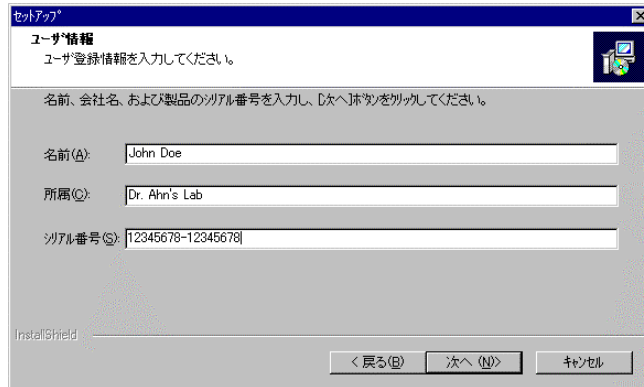 セットアップ
ユーザ情報
ユーザ登録情報を入力してください。
名前、会社名、および製品のシリアル番号を入力し、[次へ]ボタンをクリックしてください。
名前(A): John Doe
所属(C): Dr. Ahn's Lab
シリアル番号(S): 12345678-12345678
InstallShield
< 戻る(B) 次へ (N)> キャンセル